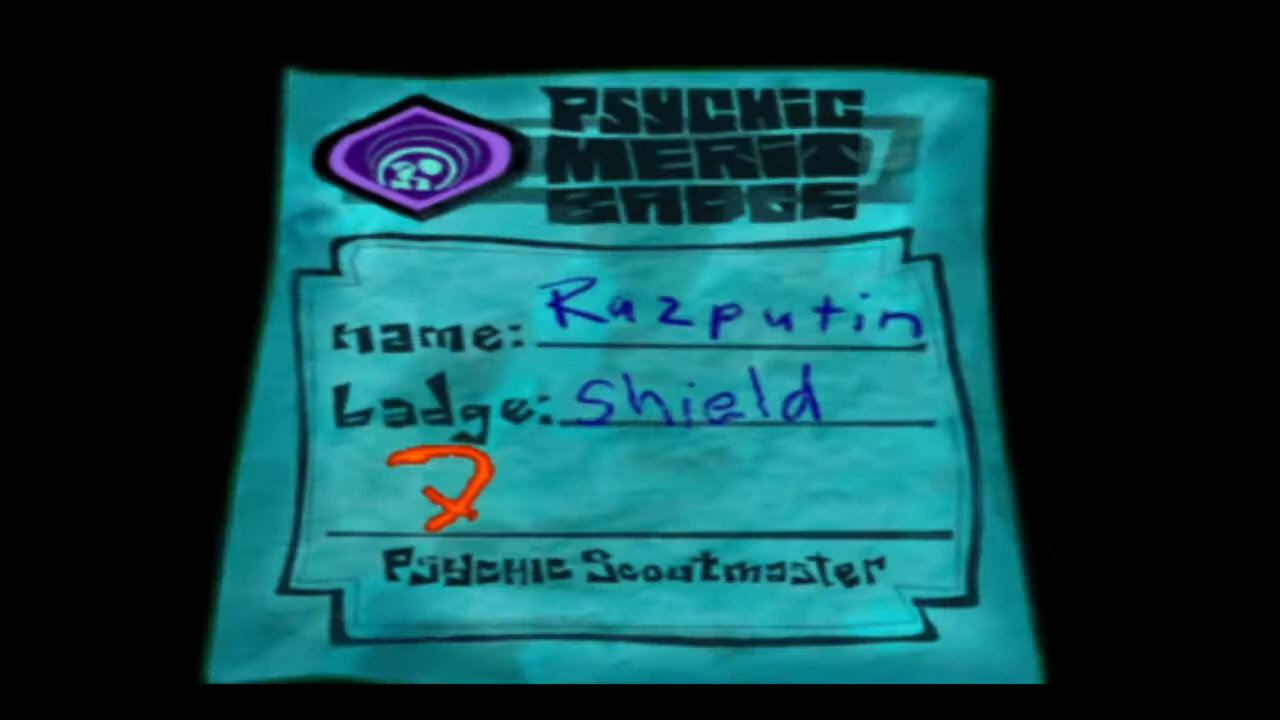 PSYCHIC
MERIT
BADGE
name: Razputin
badge: Shield
Psychic Scoutmaster